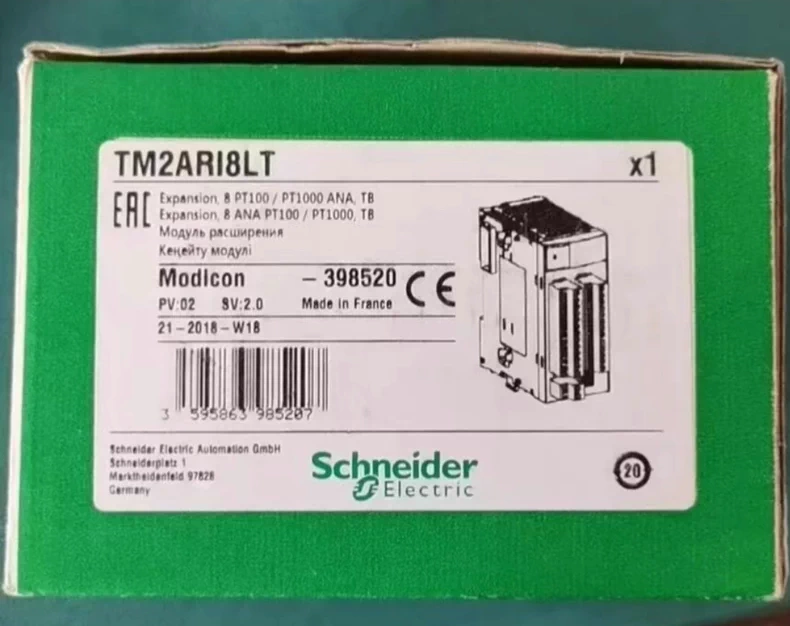 TM2ARI8LT x1
EAC Expansion, 8 PT100 / PT1000 ANA, TB
Expansion, 8 ANA PT100 / PT1000, TB
Модуль расширения
Кеңейту модулі
Modicon - 398520 CE
PV:02 SV:2.0 Made in France
21-2018-W18
3 595863 985207
Schneider Electric Automation GmbH
Schneiderplatz 1
Marktheidenfeld 97828
Germany
Schneider
Electric
20